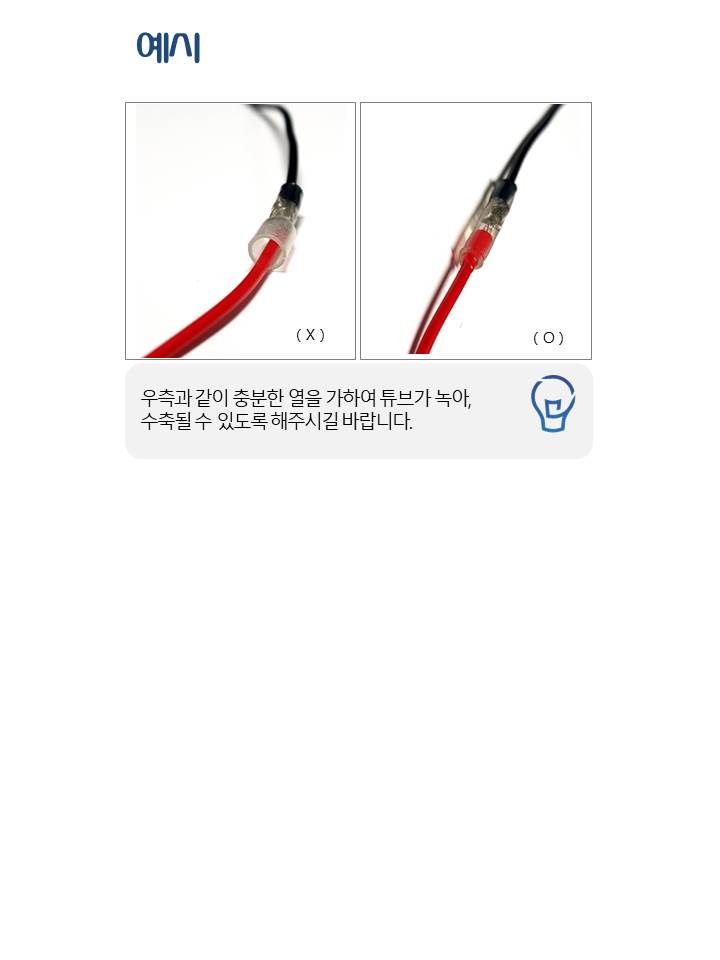 예시
( X )
( O )
우측과 같이 충분한 열을 가하여 튜브가 녹아,
수축될 수 있도록 해주시길 바랍니다.